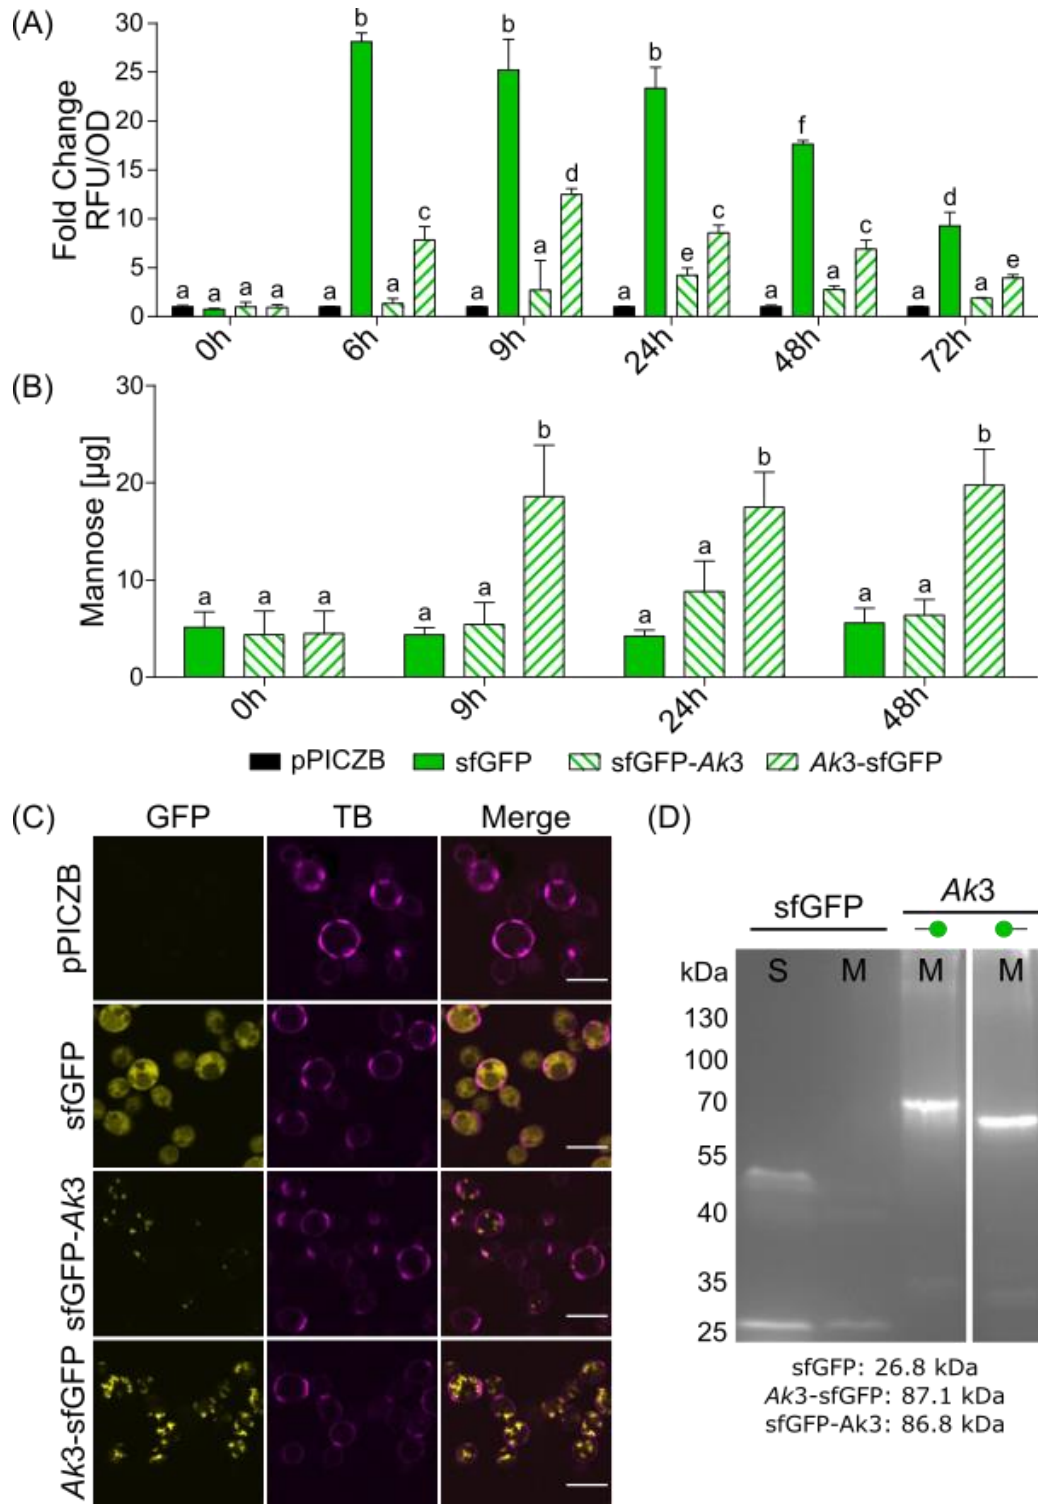 (A)
Fold Change
RFU/OD
30
25
20
15
10
5
0
a a a a
a b a c
a b a d
a b e c
a f a c
a d a e
0h 6h 9h 24h 48h 72h
(B)
Mannose [µg]
30
20
10
0
a a a
a a b
a a b
a a b
0h 9h 24h 48h
pPICZB sfGFP sfGFP-Ak3 Ak3-sfGFP
(C)
GFP TB Merge
pPICZB
sfGFP
sfGFP-Ak3
Ak3-sfGFP
(D)
sfGFP Ak3
kDa S M M M
130
100
70
55
40
35
25
sfGFP: 26.8 kDa
Ak3-sfGFP: 87.1 kDa
sfGFP-Ak3: 86.8 kDa